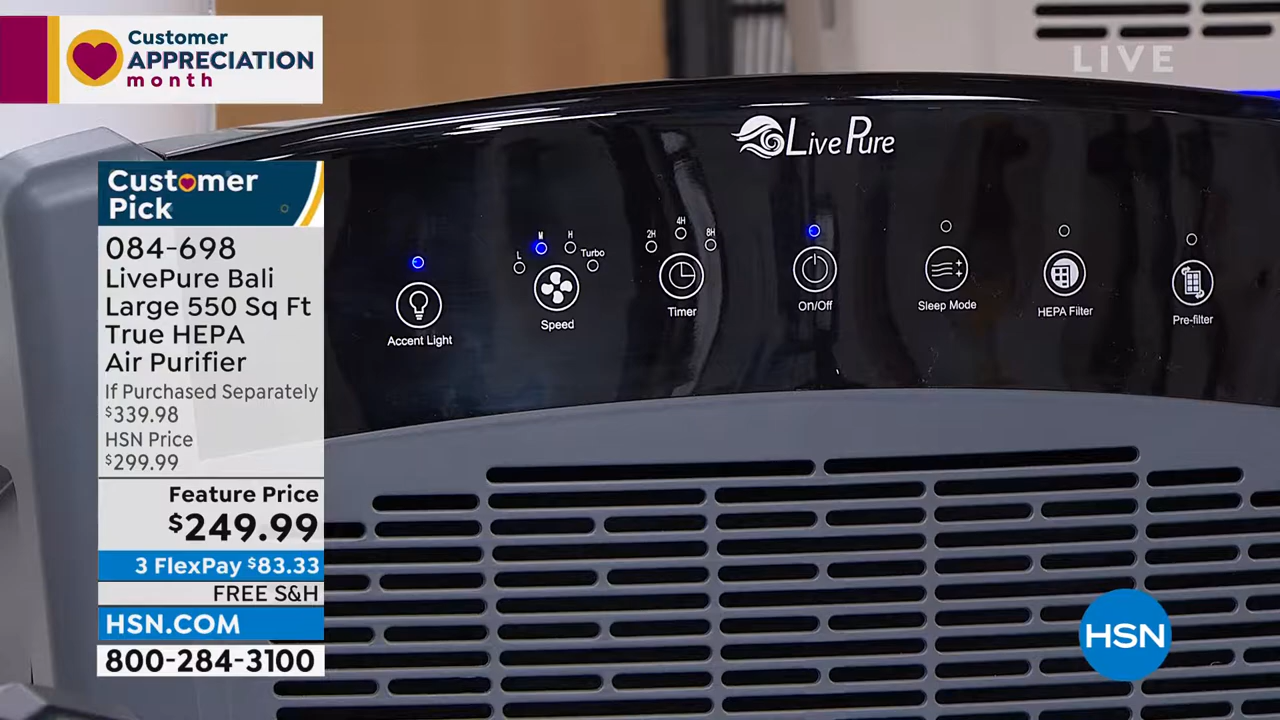 Customer
APPRECIATION
month
LIVE
Live Pure
Customer
Pick
084-698
LivePure Bali
Large 550 Sq Ft
True HEPA
Air Purifier
If Purchased Separately
$339.98
HSN Price
$299.99
Feature Price
$249.99
3 FlexPay $83.33
FREE S&H
HSN.COM
800-284-3100
L M H Turbo
2H 4H 8H
Accent Light
Speed
Timer
On/Off
Sleep Mode
HEPA Filter
Pre-filter
HSN